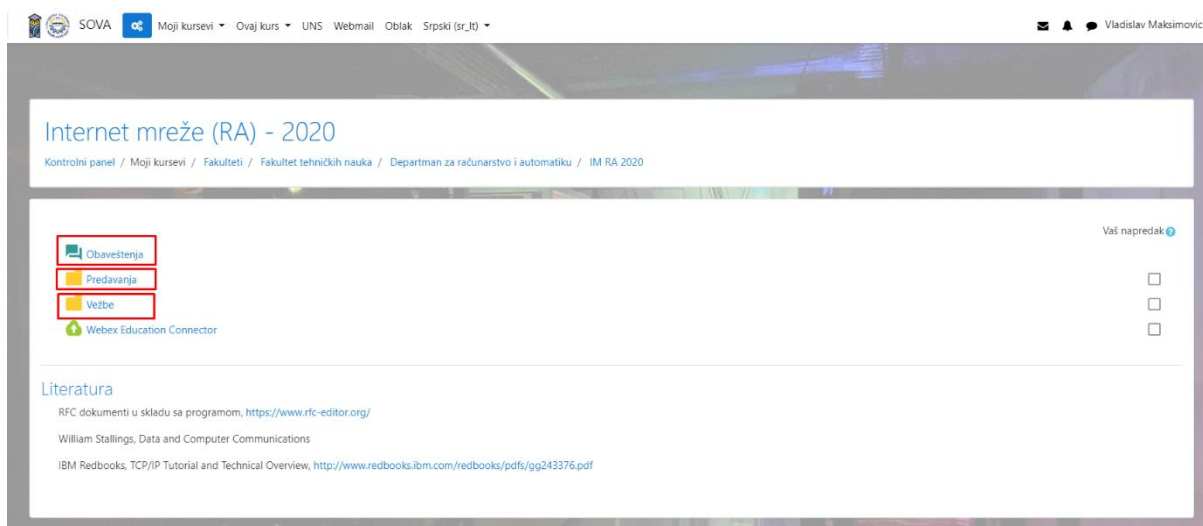 SOVA Moji kursevi Ovaj kurs UNS Webmail Oblak Srpski (sr_lt) Vladislav Maksimovic
Internet mreže (RA) - 2020
Kontrolni panel / Moji kursevi / Fakulteti / Fakultet tehničkih nauka / Departman za računarstvo i automatiku / IM RA 2020
Vaš napredak
Obaveštenja
Predavanja
Vežbe
Webex Education Connector
Literatura
RFC dokumenti u skladu sa programom, https://www.rfc-editor.org/
William Stallings, Data and Computer Communications
IBM Redbooks, TCP/IP Tutorial and Technical Overview, http://www.redbooks.ibm.com/redbooks/pdfs/gg243376.pdf